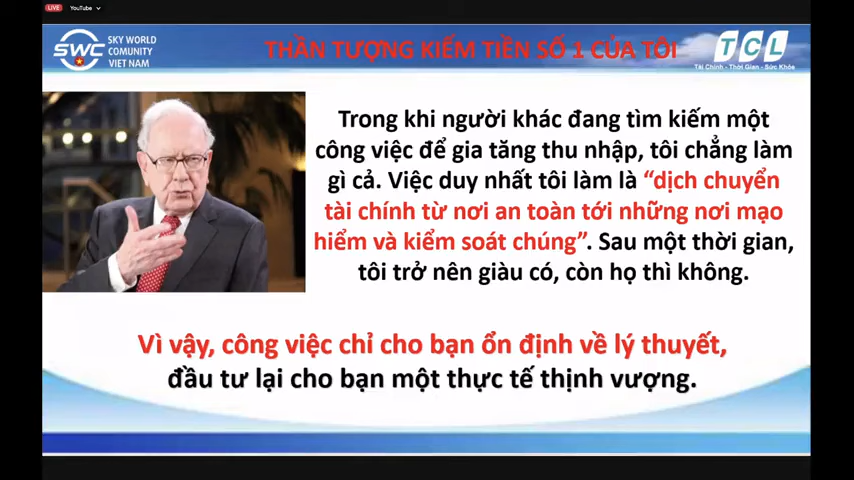 LIVE YouTube
SWC
SKY WORLD
COMUNITY
VIET NAM
THẦN TƯỢNG KIẾM TIỀN SỐ 1 CỦA TÔI
TCL
Tài Chính - Thời Gian - Sức Khỏe
Trong khi người khác đang tìm kiếm một
công việc để gia tăng thu nhập, tôi chẳng làm
gì cả. Việc duy nhất tôi làm là “dịch chuyển
tài chính từ nơi an toàn tới những nơi mạo
hiểm và kiểm soát chúng”. Sau một thời gian,
tôi trở nên giàu có, còn họ thì không.
Vì vậy, công việc chỉ cho bạn ổn định về lý thuyết,
đầu tư lại cho bạn một thực tế thịnh vượng.